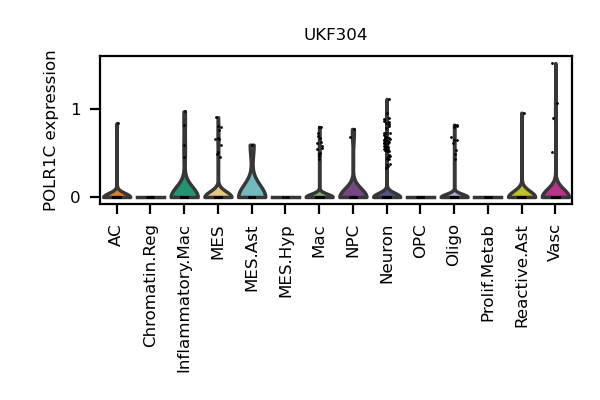 UKF304
POLR1C expression
1
0
AC
Chromatin.Reg
Inflammatory.Mac
MES
MES.Ast
MES.Hyp
Mac
NPC
Neuron
OPC
Oligo
Prolif.Metab
Reactive.Ast
Vasc